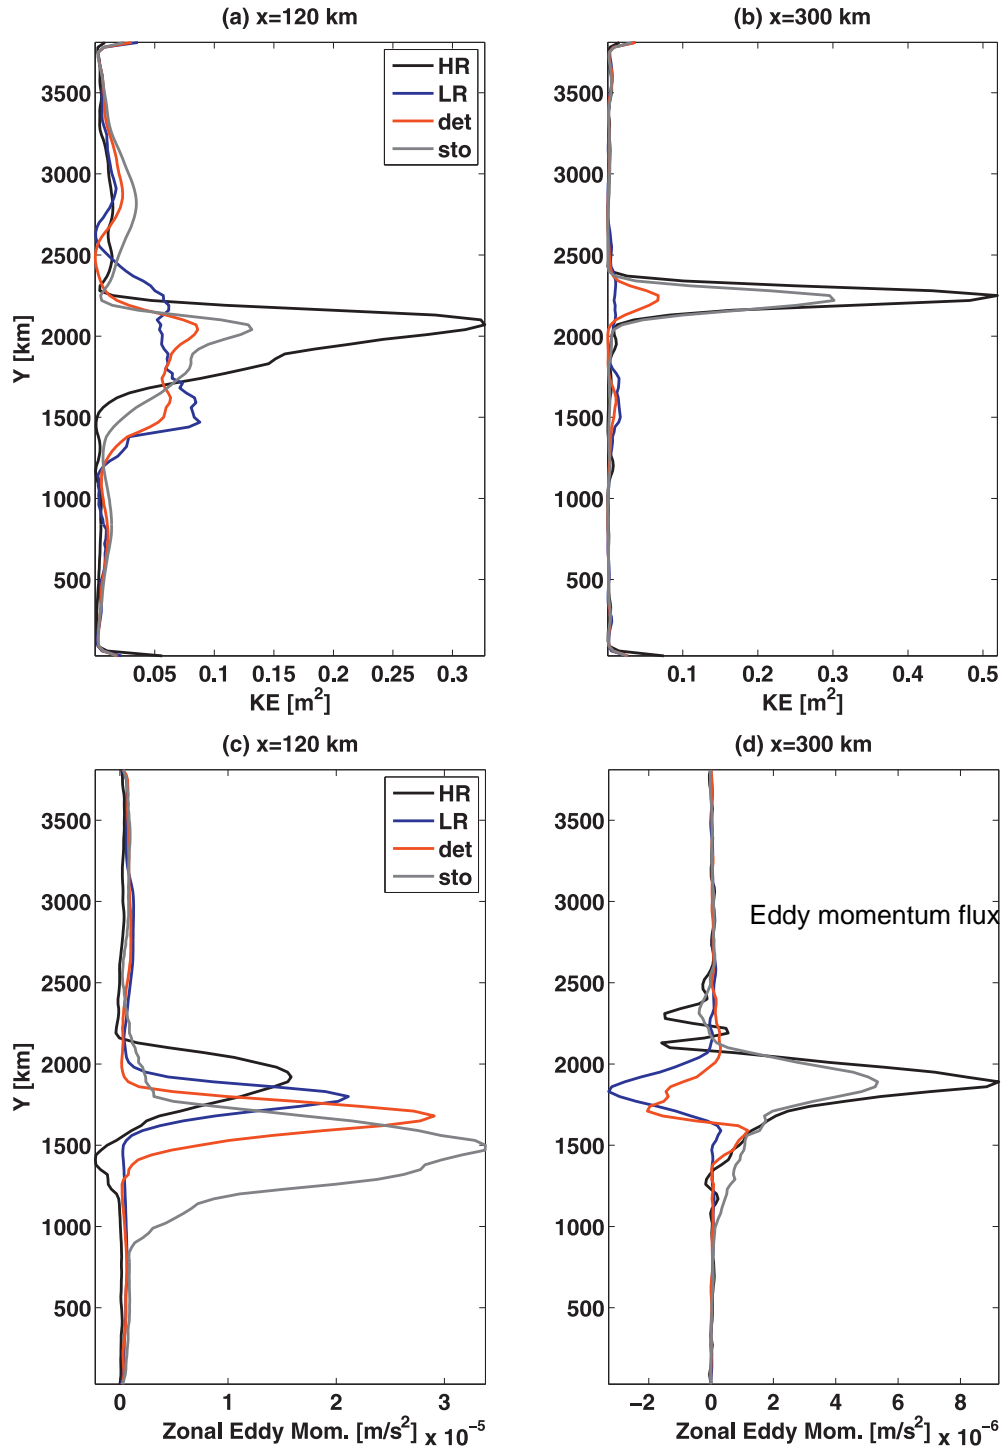 (a) x=120 km
(b) x=300 km
HR
LR
det
sto
3500
3000
2500
2000
1500
1000
500
Y [km]
0.05 0.1 0.15 0.2 0.25 0.3
KE [m²]
3500
3000
2500
2000
1500
1000
500
0.1 0.2 0.3 0.4 0.5
KE [m²]
(c) x=120 km
(d) x=300 km
HR
LR
det
sto
3500
3000
2500
2000
1500
1000
500
Y [km]
0 1 2 3
Zonal Eddy Mom. [m/s²] x 10⁻⁵
Eddy momentum flux
3500
3000
2500
2000
1500
1000
500
−2 0 2 4 6 8
Zonal Eddy Mom. [m/s²] x 10⁻⁶